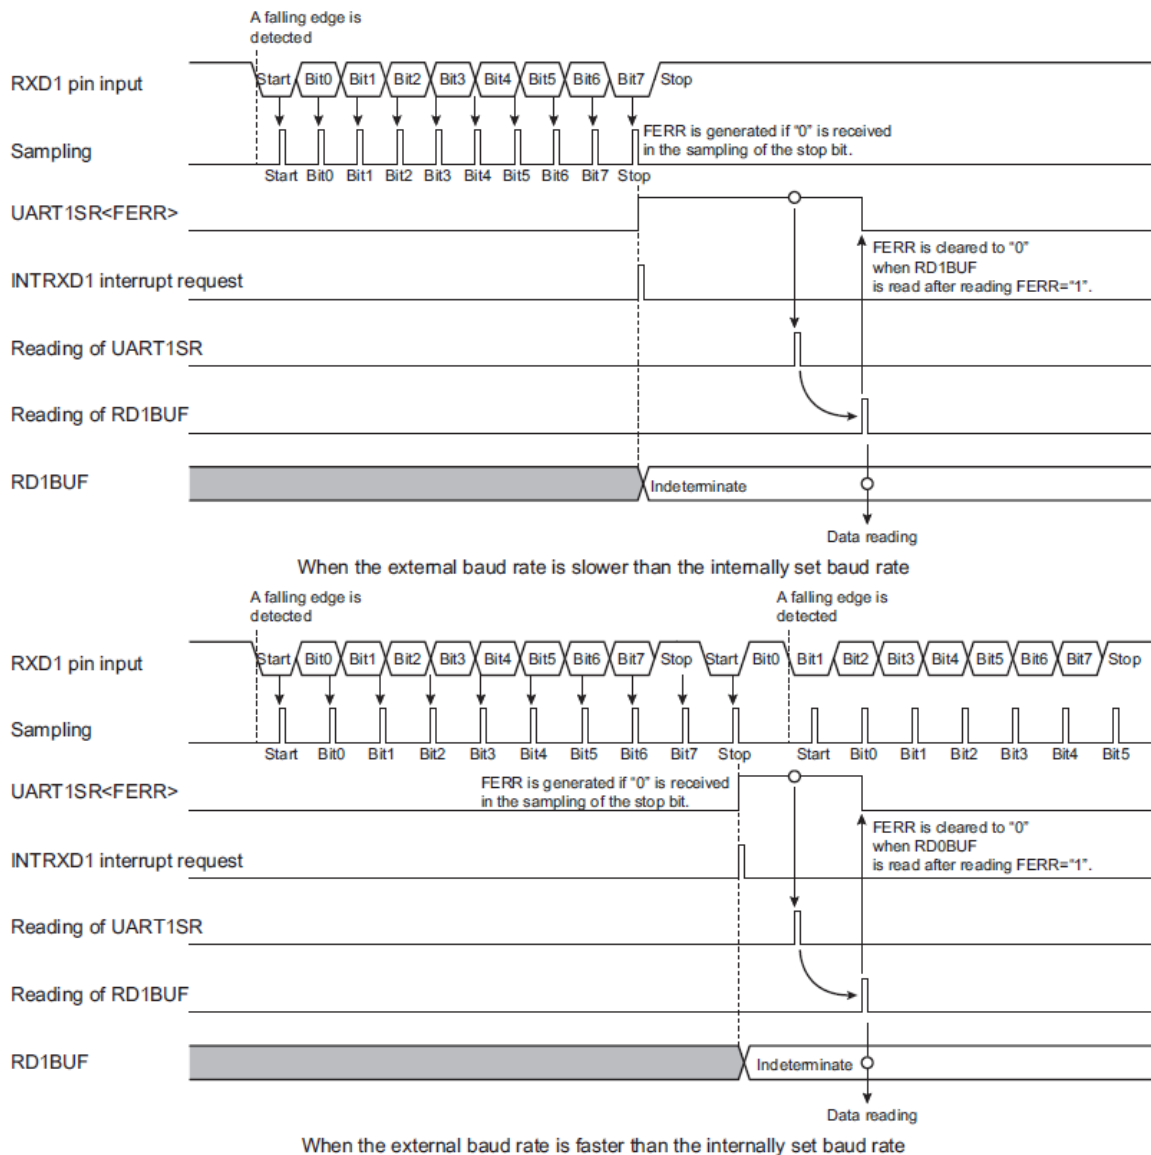 A falling edge is
detected
RXD1 pin input
Start Bit0 Bit1 Bit2 Bit3 Bit4 Bit5 Bit6 Bit7 Stop
FERR is generated if "0" is received
in the sampling of the stop bit.
Sampling
Start Bit0 Bit1 Bit2 Bit3 Bit4 Bit5 Bit6 Bit7 Stop
UART1SR<FERR>
FERR is cleared to "0"
when RD1BUF
is read after reading FERR="1".
INTRXD1 interrupt request
Reading of UART1SR
Reading of RD1BUF
RD1BUF
Indeterminate
Data reading
When the external baud rate is slower than the internally set baud rate
A falling edge is
detected
A falling edge is
detected
RXD1 pin input
Start Bit0 Bit1 Bit2 Bit3 Bit4 Bit5 Bit6 Bit7 Stop Start Bit0 Bit1 Bit2 Bit3 Bit4 Bit5 Bit6 Bit7 Stop
Sampling
Start Bit0 Bit1 Bit2 Bit3 Bit4 Bit5 Bit6 Bit7 Stop Start Bit0 Bit1 Bit2 Bit3 Bit4 Bit5
FERR is generated if "0" is received
in the sampling of the stop bit.
UART1SR<FERR>
FERR is cleared to "0"
when RD0BUF
is read after reading FERR="1".
INTRXD1 interrupt request
Reading of UART1SR
Reading of RD1BUF
RD1BUF
Indeterminate
Data reading
When the external baud rate is faster than the internally set baud rate